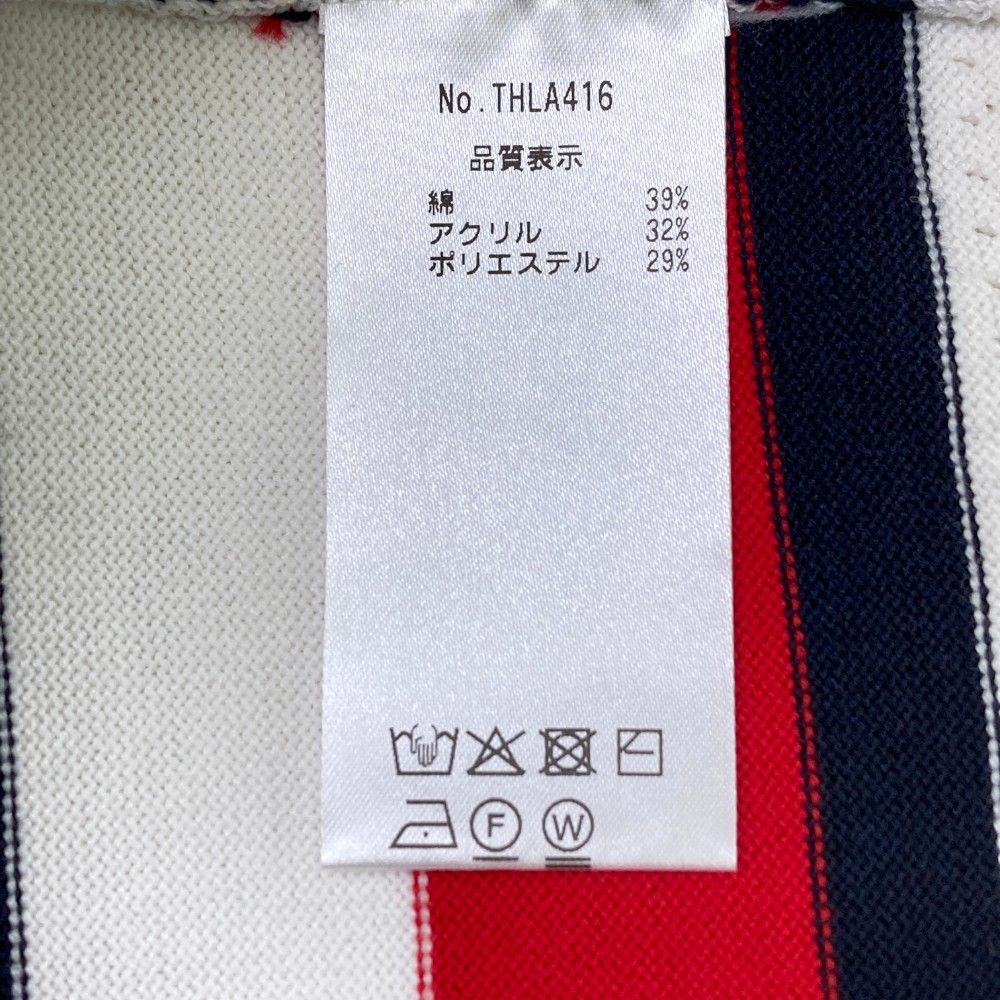 No.THLA416
品質表示
綿 39%
アクリル 32%
ポリエステル 29%
F W